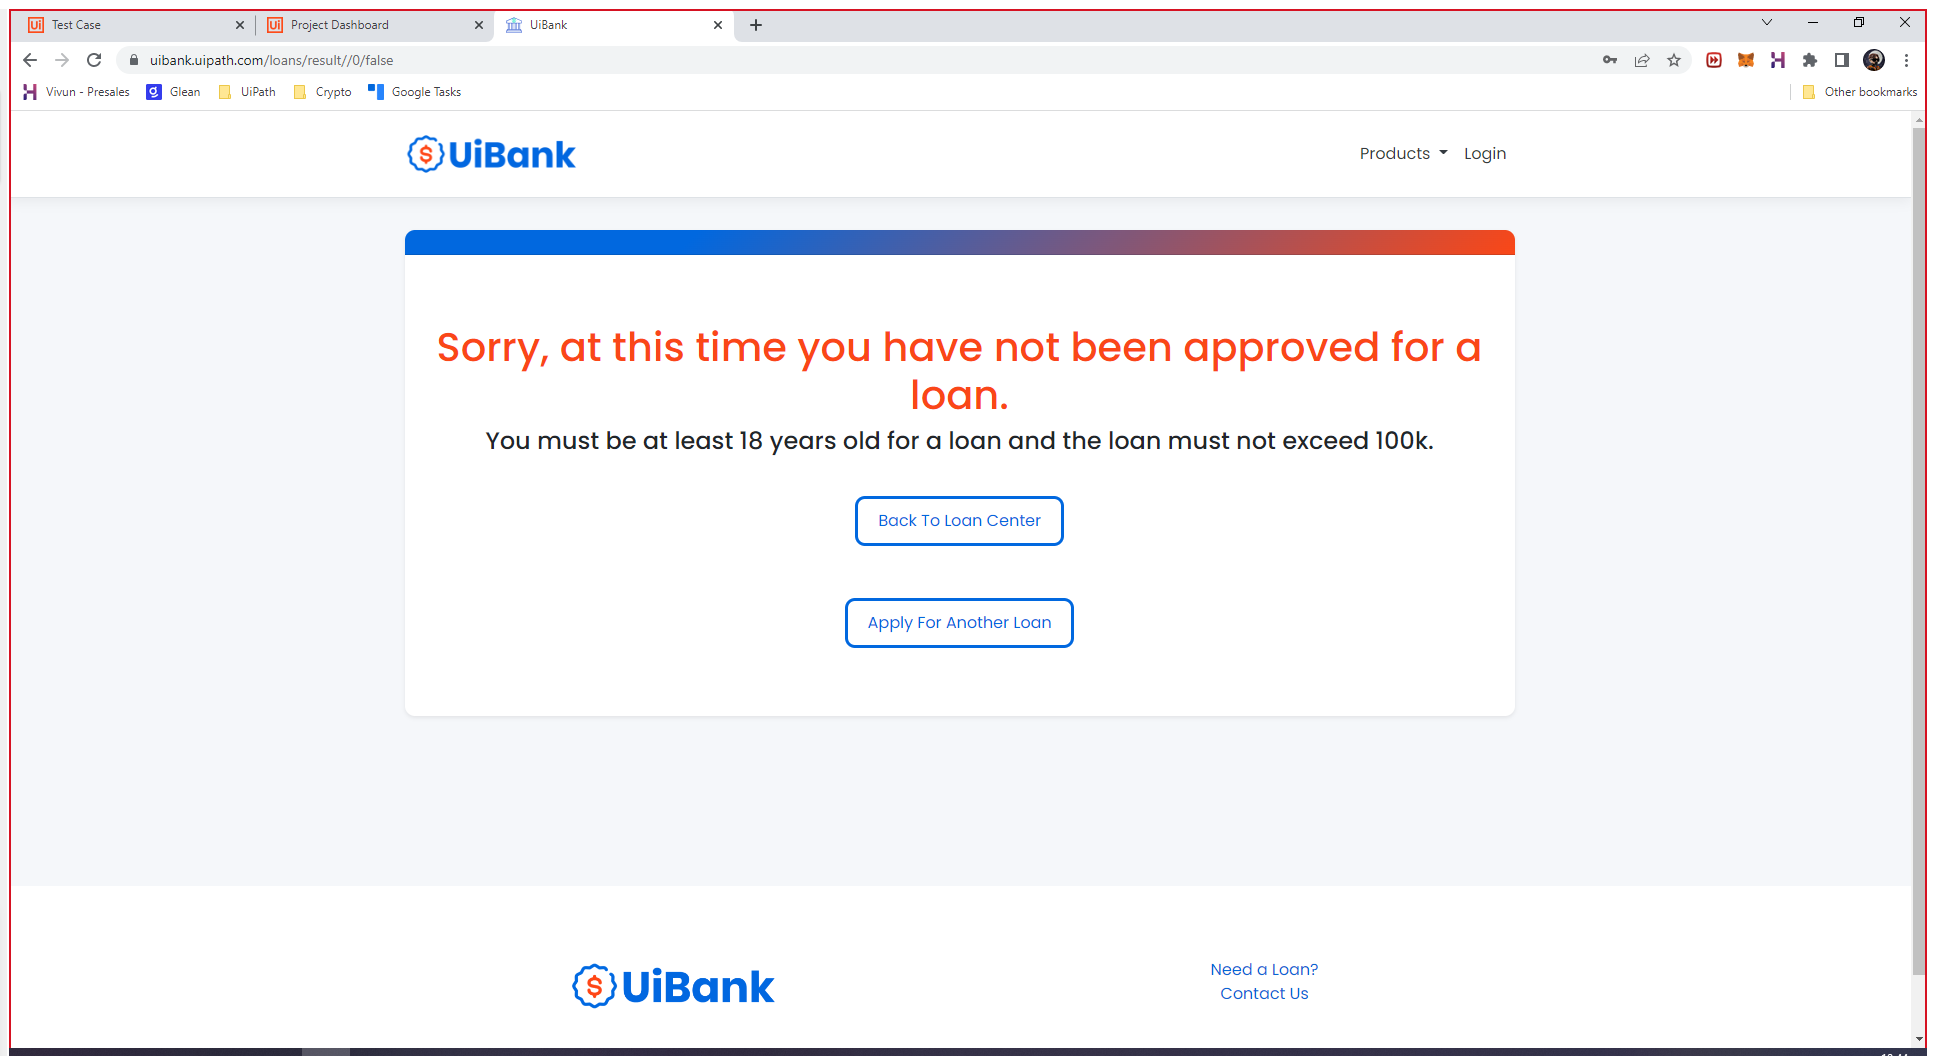 Test Case
Project Dashboard
UiBank
uibank.uipath.com/loans/result//0/false
Vivun - Presales
Glean
UiPath
Crypto
Google Tasks
Other bookmarks
UiBank
Products
Login
Sorry, at this time you have not been approved for a
loan.
You must be at least 18 years old for a loan and the loan must not exceed 100k.
Back To Loan Center
Apply For Another Loan
UiBank
Need a Loan?
Contact Us